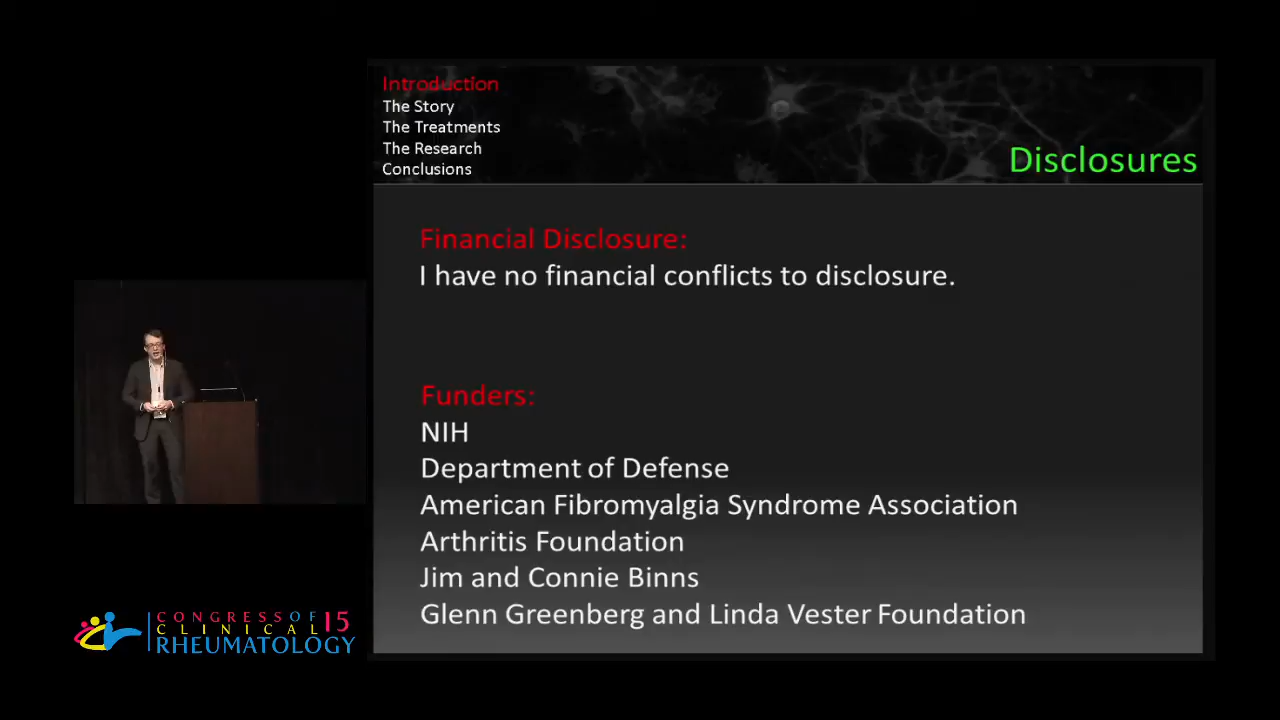 Introduction
The Story
The Treatments
The Research
Conclusions
Disclosures
Financial Disclosure:
I have no financial conflicts to disclosure.
Funders:
NIH
Department of Defense
American Fibromyalgia Syndrome Association
Arthritis Foundation
Jim and Connie Binns
Glenn Greenberg and Linda Vester Foundation
CONGRESS OF
CLINICAL 15
RHEUMATOLOGY